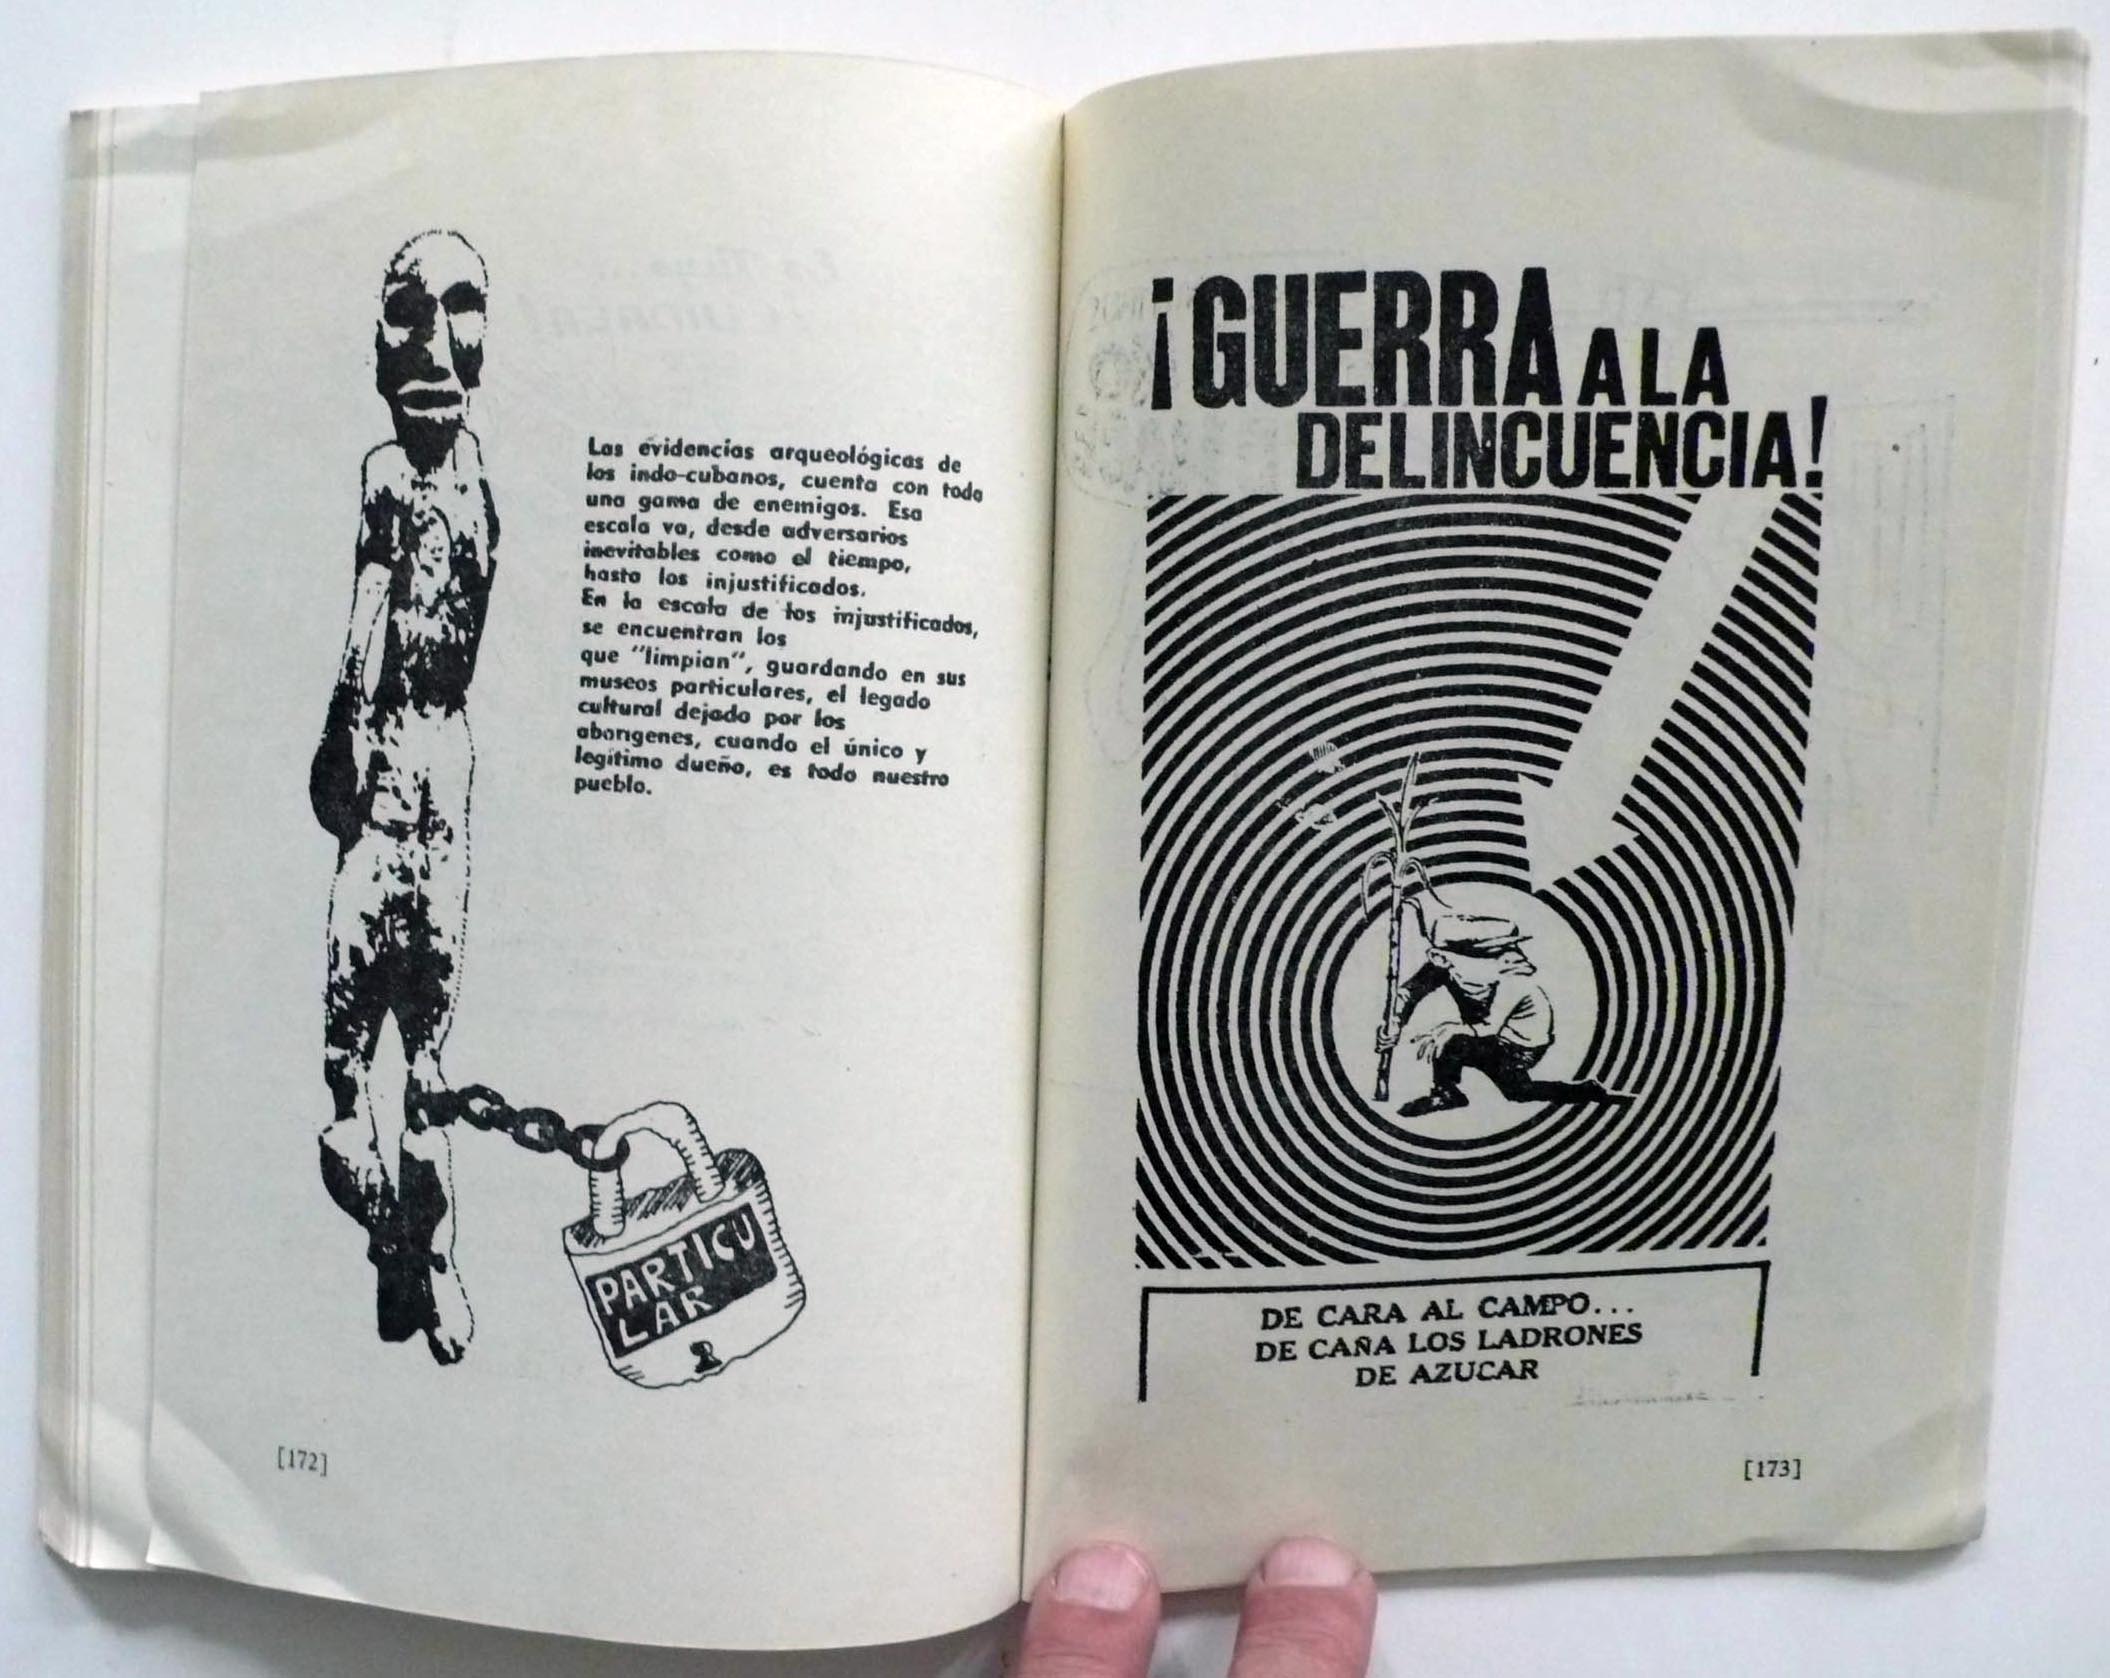 Las evidencias arqueológicas de
los indo-cubanos, cuenta con toda
una gama de enemigos. Esa
escala va, desde adversarios
inevitables como el tiempo,
hasta los injustificados.
En la escala de los injustificados,
se encuentran los
que "limpian", guardando en sus
museos particulares, el legado
cultural dejado por los
aborigenes, cuando el único y
legítimo dueño, es todo nuestro
pueblo.
PARTICU
LAR
[172]
¡GUERRA A LA
DELINCUENCIA!
DE CARA AL CAMPO...
DE CAÑA LOS LADRONES
DE AZUCAR
[173]